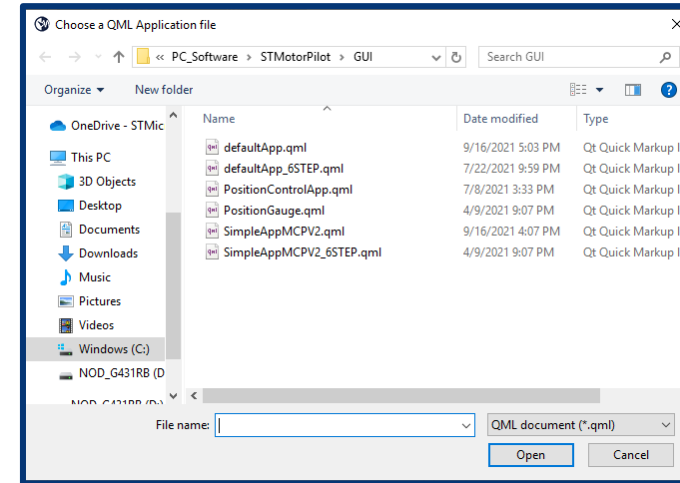 Choose a QML Application file
« PC_Software > STMotorPilot > GUI
Search GUI
Organize
New folder
Name
Date modified
Type
OneDrive - STMic
This PC
3D Objects
Desktop
Documents
Downloads
Music
Pictures
Videos
Windows (C:)
NOD_G431RB (D
NOD_G431RB (D:)
defaultApp.qml 9/16/2021 5:03 PM Qt Quick Markup l
defaultApp_6STEP.qml 7/22/2021 9:59 PM Qt Quick Markup l
PositionControlApp.qml 7/8/2021 3:33 PM Qt Quick Markup l
PositionGauge.qml 4/9/2021 9:07 PM Qt Quick Markup l
SimpleAppMCPV2.qml 9/16/2021 4:07 PM Qt Quick Markup l
SimpleAppMCPV2_6STEP.qml 4/9/2021 9:07 PM Qt Quick Markup l
File name:
QML document (*.qml)
Open
Cancel